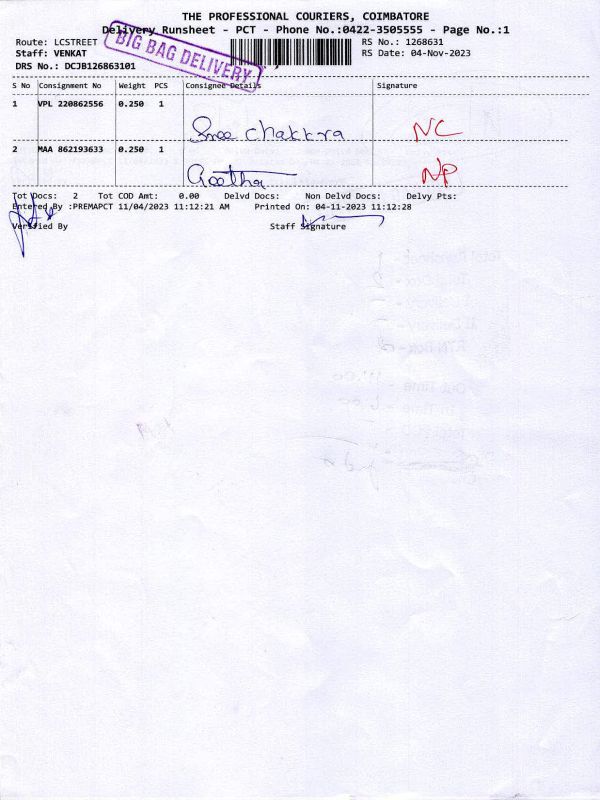 THE PROFESSIONAL COURIERS, COIMBATORE
Delivery Runsheet - PCT - Phone No.:0422-3505555 - Page No.:1
BIG BAG DELIVERY
Route: LCSTREET RS No.: 1268631
Staff: VENKAT RS Date: 04-Nov-2023
DRS No.: DCJB126863101
S No Consignment No Weight PCS Consignee Details Signature
1 VPL 220862556 0.250 1
Sree chakkra NC
2 MAA 862193633 0.250 1
Geetha NP
Tot Docs: 2 Tot COD Amt: 0.00 Delvd Docs: Non Delvd Docs: Delvy Pts:
Entered By :PREMAPCT 11/04/2023 11:12:21 AM Printed On: 04-11-2023 11:12:28
Verified By Staff Signature